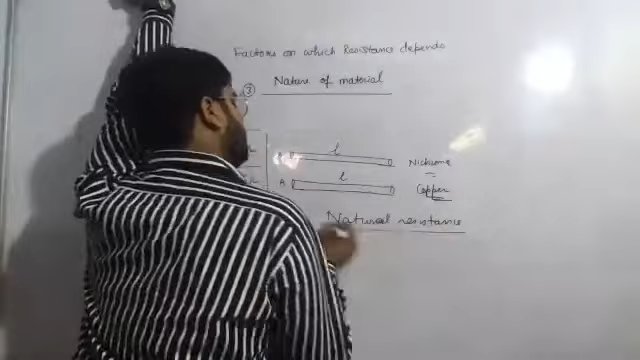 Factors on which Resistance depends
③ Nature of material
l Nichrome
A l Copper
Natural resistance